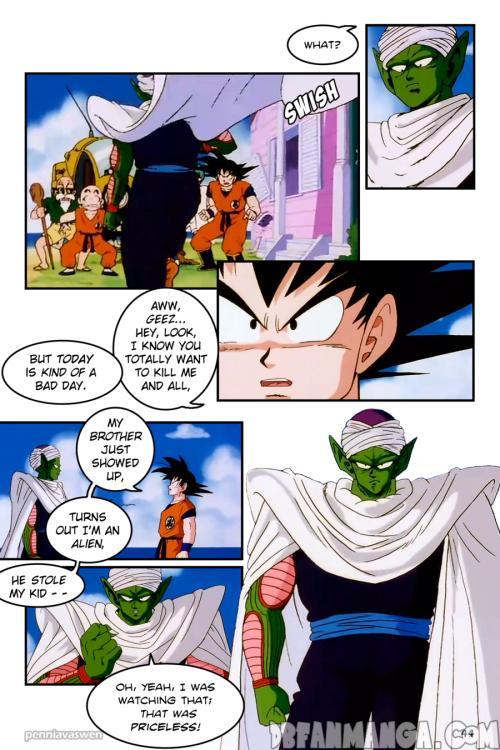 WHAT?
SWISH
AWW,
GEEZ...
HEY, LOOK,
I KNOW YOU
TOTALLY WANT
TO KILL ME
AND ALL,
BUT TODAY
IS KIND OF A
BAD DAY.
MY
BROTHER
JUST
SHOWED
UP,
TURNS
OUT I'M AN
ALIEN,
HE STOLE
MY KID - -
OH, YEAH, I WAS
WATCHING THAT;
THAT WAS
PRICELESS!
penniavaswen
DBFANMANGA.COM
44